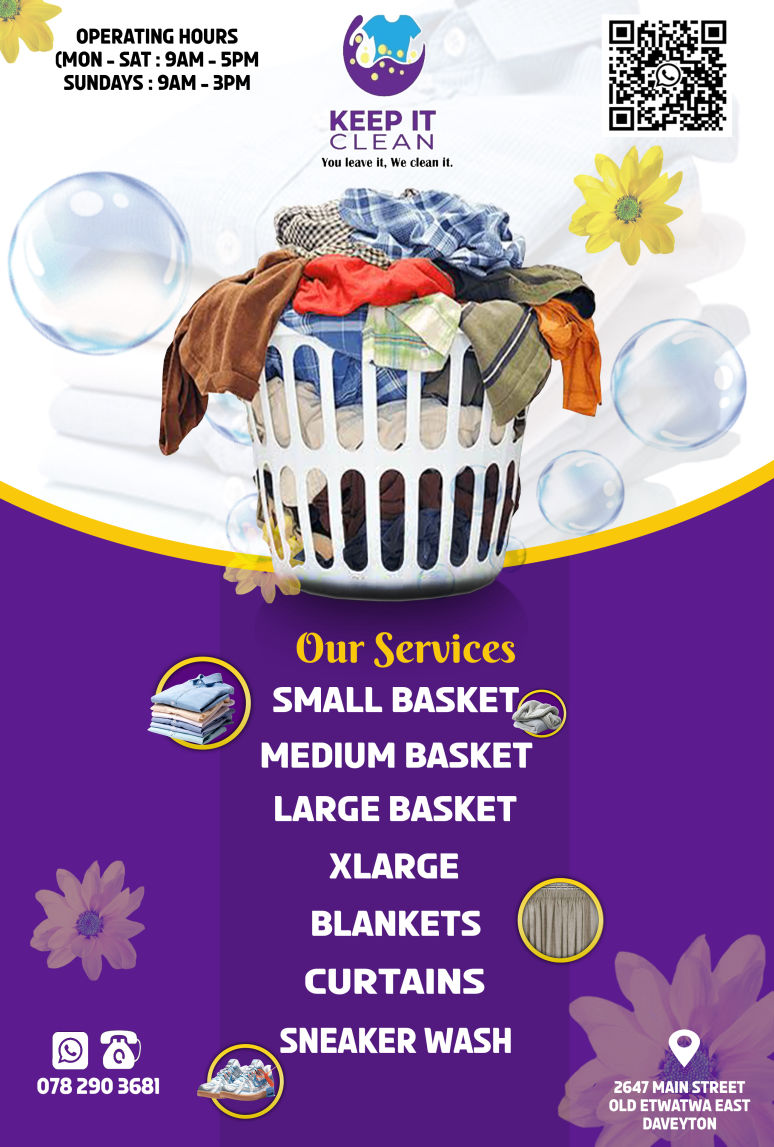 OPERATING HOURS
(MON - SAT : 9AM - 5PM
SUNDAYS : 9AM - 3PM
KEEP IT
CLEAN
You leave it, We clean it.
Our Services
SMALL BASKET
MEDIUM BASKET
LARGE BASKET
XLARGE
BLANKETS
CURTAINS
SNEAKER WASH
078 290 3681
2647 MAIN STREET
OLD ETWATWA EAST
DAVEYTON